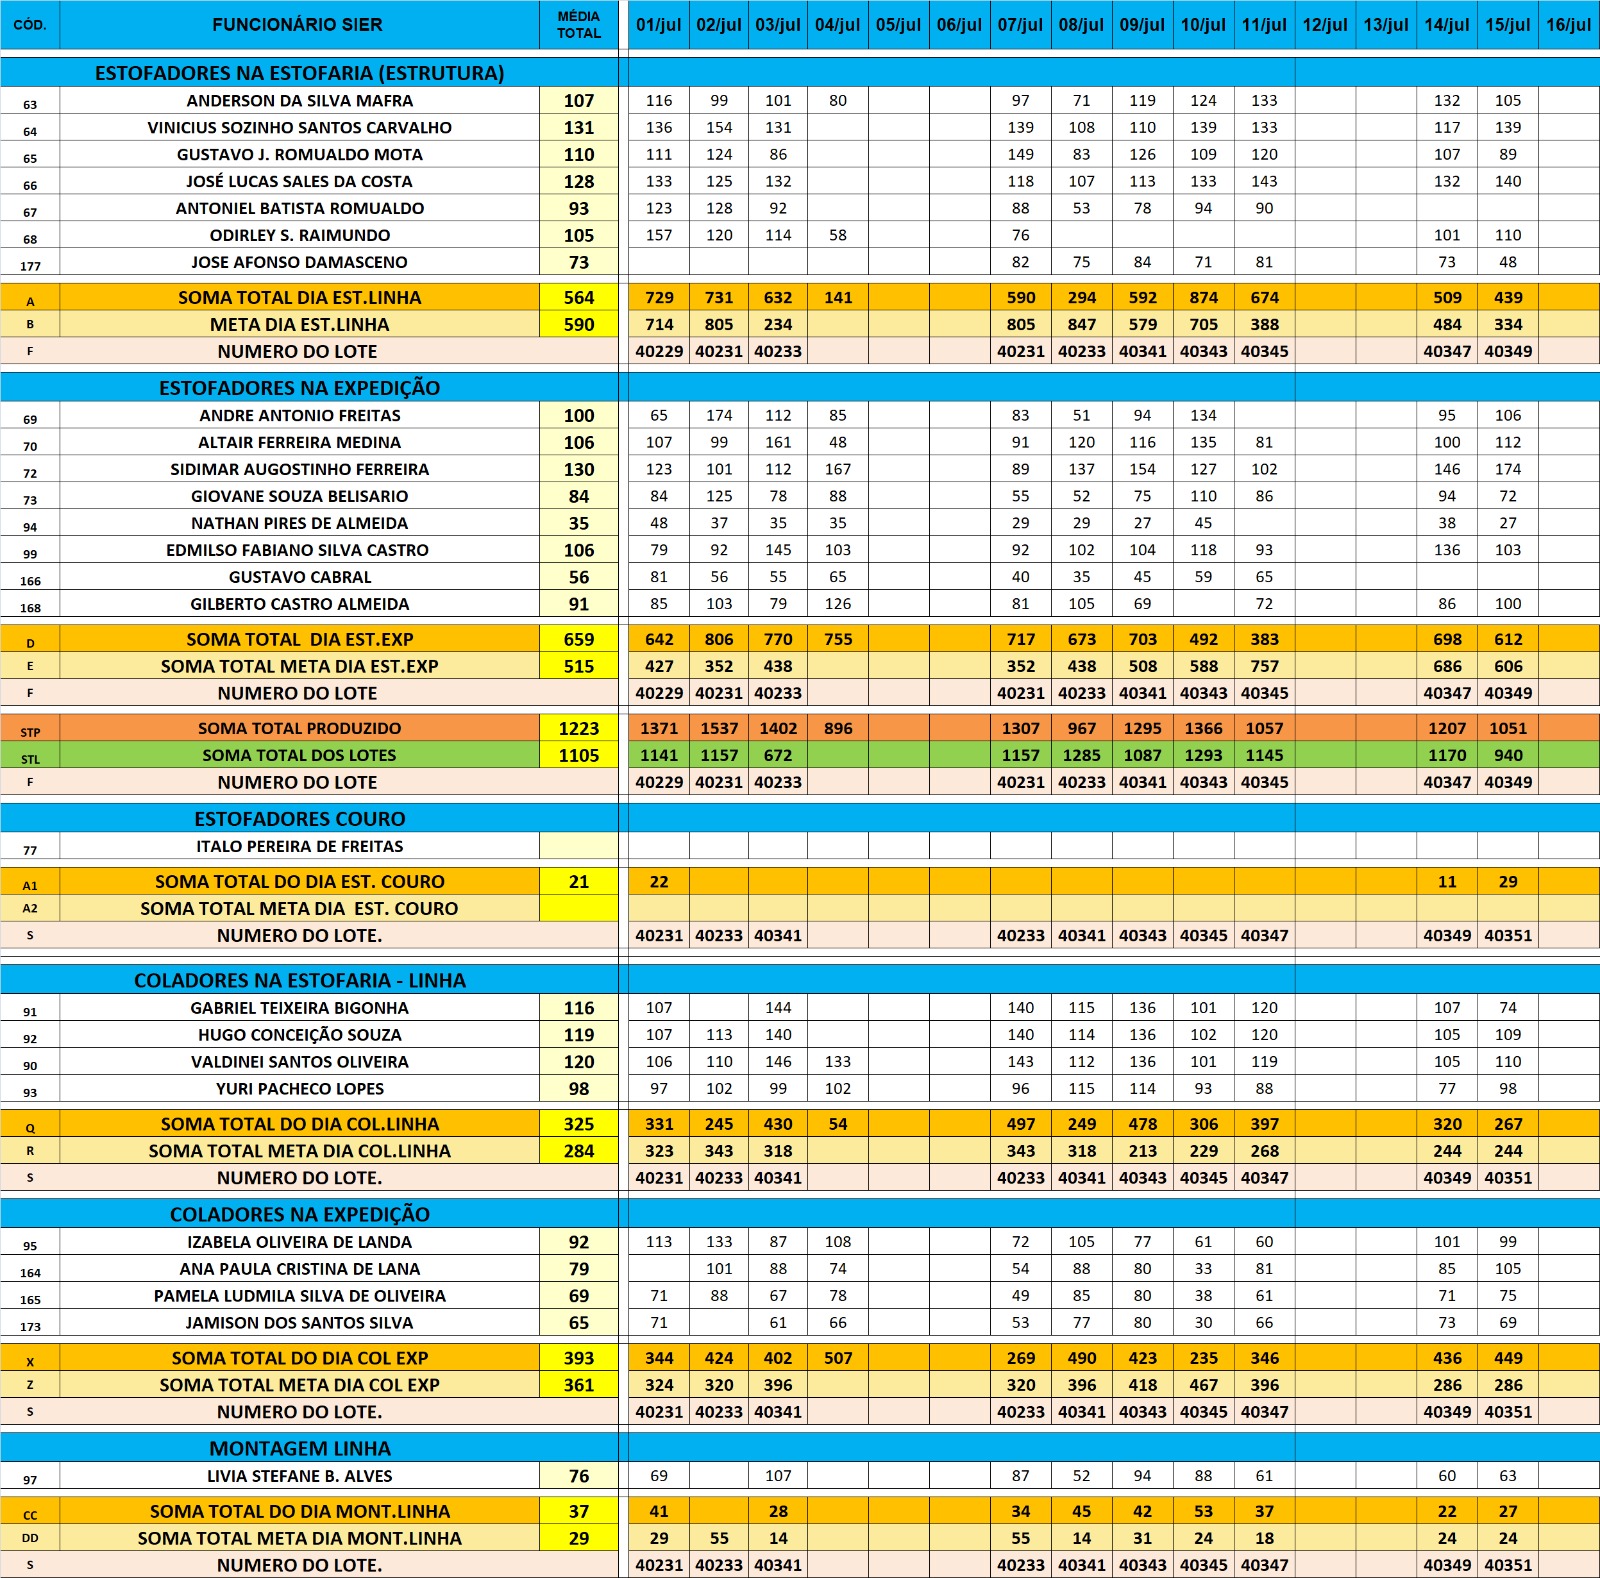 CÓD. FUNCIONÁRIO SIER MÉDIA TOTAL 01/jul 02/jul 03/jul 04/jul 05/jul 06/jul 07/jul 08/jul 09/jul 10/jul 11/jul 12/jul 13/jul 14/jul 15/jul 16/jul
ESTOFADORES NA ESTOFARIA (ESTRUTURA)
63 ANDERSON DA SILVA MAFRA 107 116 99 101 80 97 71 119 124 133 132 105
64 VINICIUS SOZINHO SANTOS CARVALHO 131 136 154 131 139 108 110 139 133 117 139
65 GUSTAVO J. ROMUALDO MOTA 110 111 124 86 149 83 126 109 120 107 89
66 JOSÉ LUCAS SALES DA COSTA 128 133 125 132 118 107 113 133 143 132 140
67 ANTONIEL BATISTA ROMUALDO 93 123 128 92 88 53 78 94 90
68 ODIRLEY S. RAIMUNDO 105 157 120 114 58 76 101 110
177 JOSE AFONSO DAMASCENO 73 82 75 84 71 81 73 48
A SOMA TOTAL DIA EST.LINHA 564 729 731 632 141 590 294 592 874 674 509 439
B META DIA EST.LINHA 590 714 805 234 805 847 579 705 388 484 334
F NUMERO DO LOTE 40229 40231 40233 40231 40233 40341 40343 40345 40347 40349
ESTOFADORES NA EXPEDIÇÃO
69 ANDRE ANTONIO FREITAS 100 65 174 112 85 83 51 94 134 95 106
70 ALTAIR FERREIRA MEDINA 106 107 99 161 48 91 120 116 135 81 100 112
72 SIDIMAR AUGOSTINHO FERREIRA 130 123 101 112 167 89 137 154 127 102 146 174
73 GIOVANE SOUZA BELISARIO 84 84 125 78 88 55 52 75 110 86 94 72
94 NATHAN PIRES DE ALMEIDA 35 48 37 35 35 29 29 27 45 38 27
99 EDMILSO FABIANO SILVA CASTRO 106 79 92 145 103 92 102 104 118 93 136 103
166 GUSTAVO CABRAL 56 81 56 55 65 40 35 45 59 65
168 GILBERTO CASTRO ALMEIDA 91 85 103 79 126 81 105 69 72 86 100
D SOMA TOTAL DIA EST.EXP 659 642 806 770 755 717 673 703 492 383 698 612
E SOMA TOTAL META DIA EST.EXP 515 427 352 438 352 438 508 588 757 686 606
F NUMERO DO LOTE 40229 40231 40233 40231 40233 40341 40343 40345 40347 40349
STP SOMA TOTAL PRODUZIDO 1223 1371 1537 1402 896 1307 967 1295 1366 1057 1207 1051
STL SOMA TOTAL DOS LOTES 1105 1141 1157 672 1157 1285 1087 1293 1145 1170 940
F NUMERO DO LOTE 40229 40231 40233 40231 40233 40341 40343 40345 40347 40349
ESTOFADORES COURO
77 ITALO PEREIRA DE FREITAS
A1 SOMA TOTAL DO DIA EST. COURO 21 22 11 29
A2 SOMA TOTAL META DIA EST. COURO
S NUMERO DO LOTE. 40231 40233 40341 40233 40341 40343 40345 40347 40349 40351
COLADORES NA ESTOFARIA - LINHA
91 GABRIEL TEIXEIRA BIGONHA 116 107 144 140 115 136 101 120 107 74
92 HUGO CONCEIÇÃO SOUZA 119 107 113 140 140 114 136 102 120 105 109
90 VALDINEI SANTOS OLIVEIRA 120 106 110 146 133 143 112 136 101 119 105 110
93 YURI PACHECO LOPES 98 97 102 99 102 96 115 114 93 88 77 98
Q SOMA TOTAL DO DIA COL.LINHA 325 331 245 430 54 497 249 478 306 397 320 267
R SOMA TOTAL META DIA COL.LINHA 284 323 343 318 343 318 213 229 268 244 244
S NUMERO DO LOTE. 40231 40233 40341 40233 40341 40343 40345 40347 40349 40351
COLADORES NA EXPEDIÇÃO
95 IZABELA OLIVEIRA DE LANDA 92 113 133 87 108 72 105 77 61 60 101 99
164 ANA PAULA CRISTINA DE LANA 79 101 88 74 54 88 80 33 81 85 105
165 PAMELA LUDMILA SILVA DE OLIVEIRA 69 71 88 67 78 49 85 80 38 61 71 75
173 JAMISON DOS SANTOS SILVA 65 71 61 66 53 77 80 30 66 73 69
X SOMA TOTAL DO DIA COL EXP 393 344 424 402 507 269 490 423 235 346 436 449
Z SOMA TOTAL META DIA COL EXP 361 324 320 396 320 396 418 467 396 286 286
S NUMERO DO LOTE. 40231 40233 40341 40233 40341 40343 40345 40347 40349 40351
MONTAGEM LINHA
97 LIVIA STEFANE B. ALVES 76 69 107 87 52 94 88 61 60 63
CC SOMA TOTAL DO DIA MONT.LINHA 37 41 28 34 45 42 53 37 22 27
DD SOMA TOTAL META DIA MONT.LINHA 29 29 55 14 55 14 31 24 18 24 24
S NUMERO DO LOTE. 40231 40233 40341 40233 40341 40343 40345 40347 40349 40351